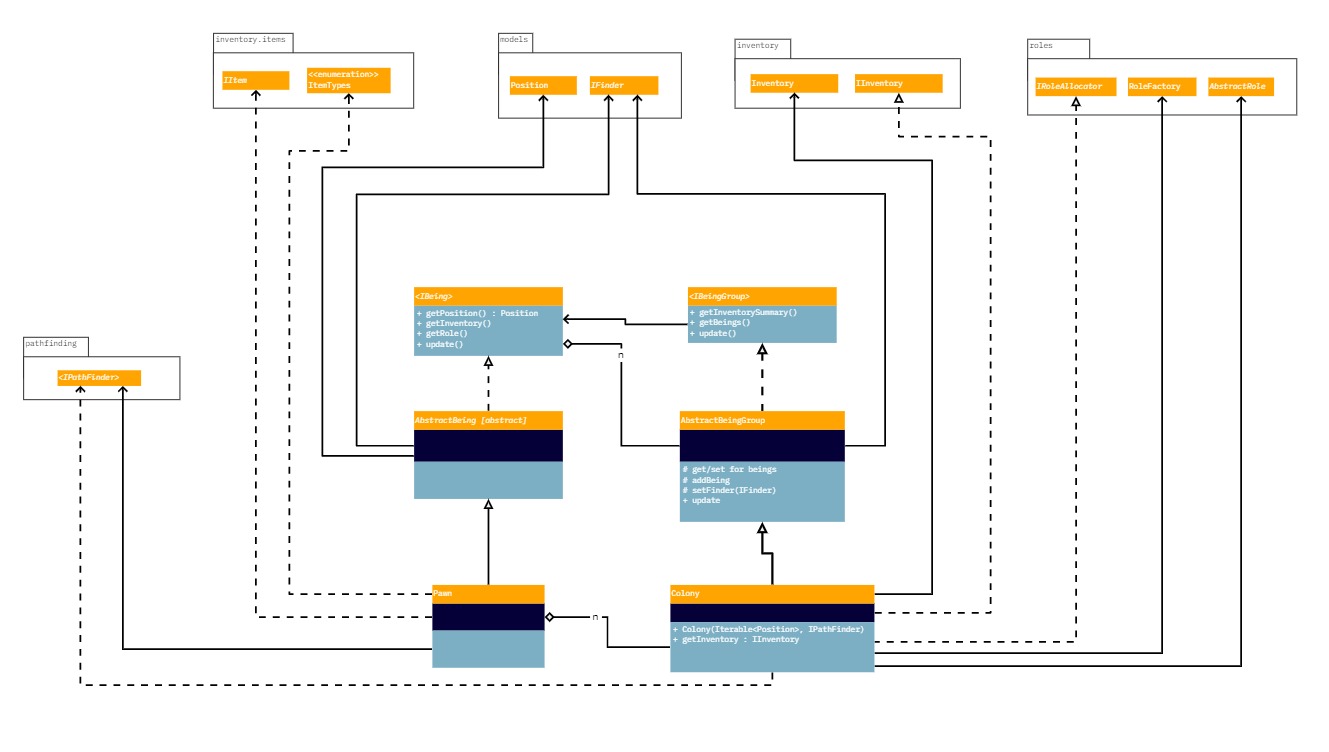 inventory.items
IItem
<<enumeration>>
ItemTypes
models
Position
IFinder
inventory
Inventory
IInventory
roles
IRoleAllocator
RoleFactory
AbstractRole
pathfinding
<IPathFinder>
<IBeing>
+ getPosition() : Position
+ getInventory()
+ getRole()
+ update()
<IBeingGroup>
+ getInventorySummary()
+ getBeings()
+ update()
n
AbstractBeing [abstract]
AbstractBeingGroup
# get/set for beings
# addBeing
# setFinder(IFinder)
+ update
Pawn
n
Colony
+ Colony(Iterable<Position>, IPathFinder)
+ getInventory : IInventory